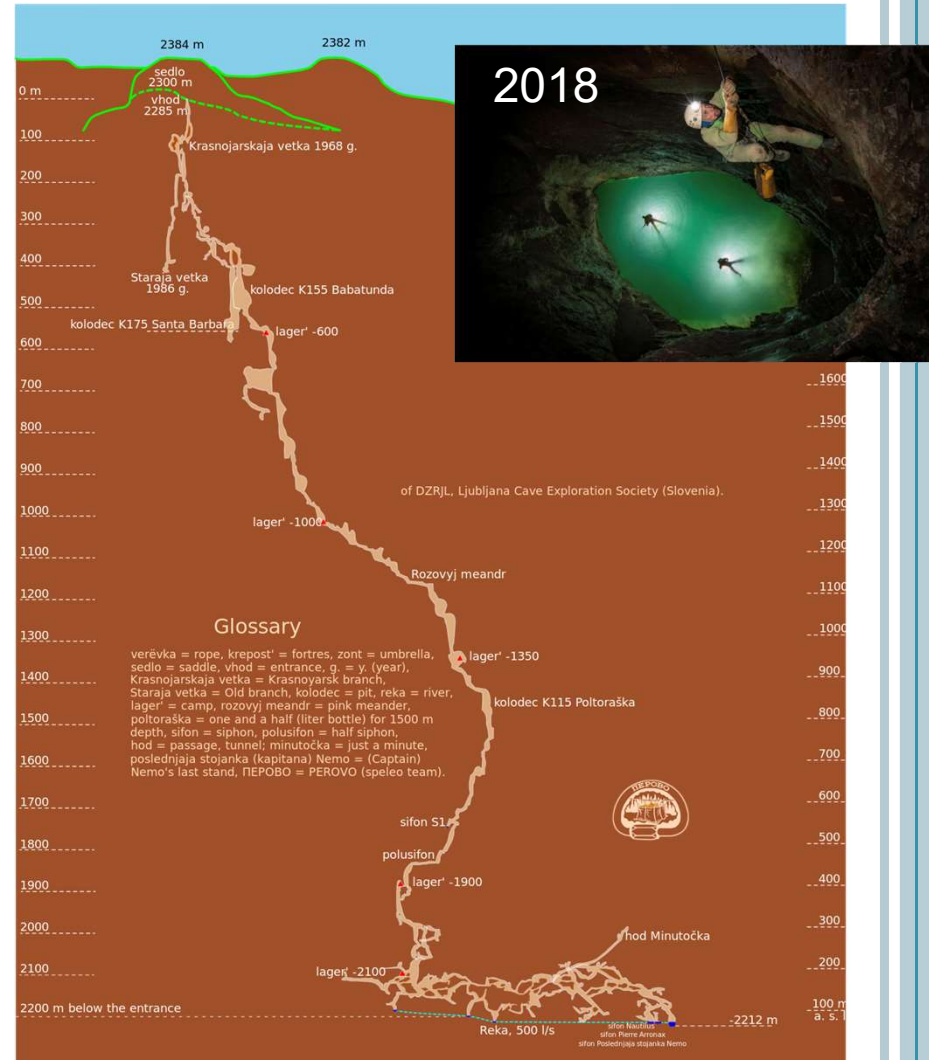 2384 m
2382 m
2018
sedlo
2300 m
vhod
2285 m
0 m
100
Krasnojarskaja vetka 1968 g.
200
300
400
Staraja vetka
1986 g.
kolodec K155 Babatunda
500
kolodec K175 Santa Barbara
lager' -600
600
700
1600
800
1500
900
1400
of DZRJL, Ljubljana Cave Exploration Society (Slovenia).
1000
lager' -1000
1300
1100
1200
Rozovyj meandr
1200
1100
Glossary
1300
1000
verëvka = rope, krepost' = fortres, zont = umbrella,
sedlo = saddle, vhod = entrance, g. = y. (year),
Krasnojarskaja vetka = Krasnoyarsk branch,
Staraja vetka = Old branch, kolodec = pit, reka = river,
lager' = camp, rozovyj meandr = pink meander,
poltoraška = one and a half (liter bottle) for 1500 m
depth, sifon = siphon, polusifon = half siphon,
hod = passage, tunnel; minutočka = just a minute,
poslednjaja stojanka (kapitana) Nemo = (Captain)
Nemo's last stand, ПЕРОВО = PEROVO (speleo team).
lager' -1350
1400
900
kolodec K115 Poltoraška
1500
800
1600
700
1700
600
ПЕРОВО
sifon S1
1800
500
polusifon
1900
lager' -1900
400
2000
300
hod Minutočka
2100
lager' -2100
200
2200 m below the entrance
100 m
a. s. l
-2212 m
Reka, 500 l/s
sifon Nautilus
sifon Pierre Arronax
sifon Poslednjaja stojanka Nemo